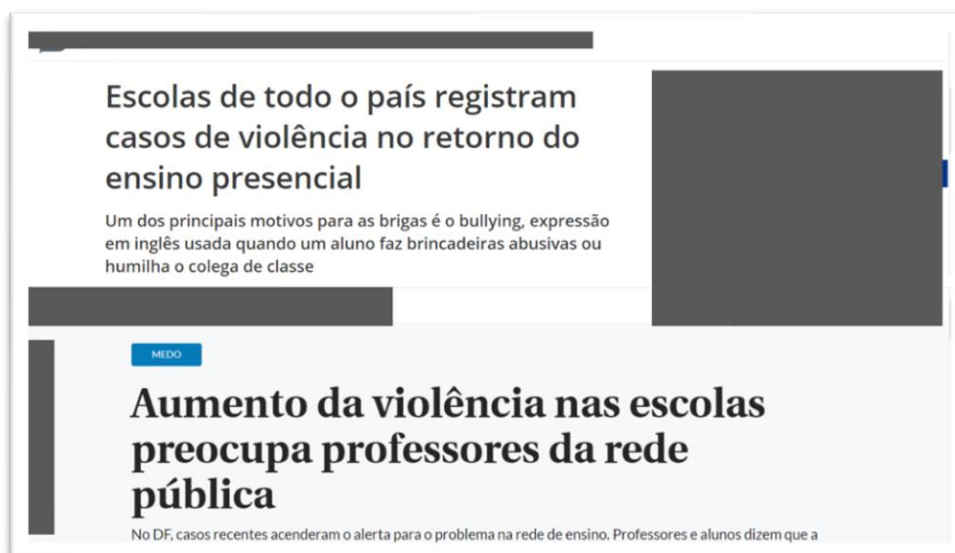 Escolas de todo o país registram
casos de violência no retorno do
ensino presencial
Um dos principais motivos para as brigas é o bullying, expressão
em inglês usada quando um aluno faz brincadeiras abusivas ou
humilha o colega de classe
MEDO
Aumento da violência nas escolas
preocupa professores da rede
pública
No DF, casos recentes acenderam o alerta para o problema na rede de ensino. Professores e alunos dizem que a